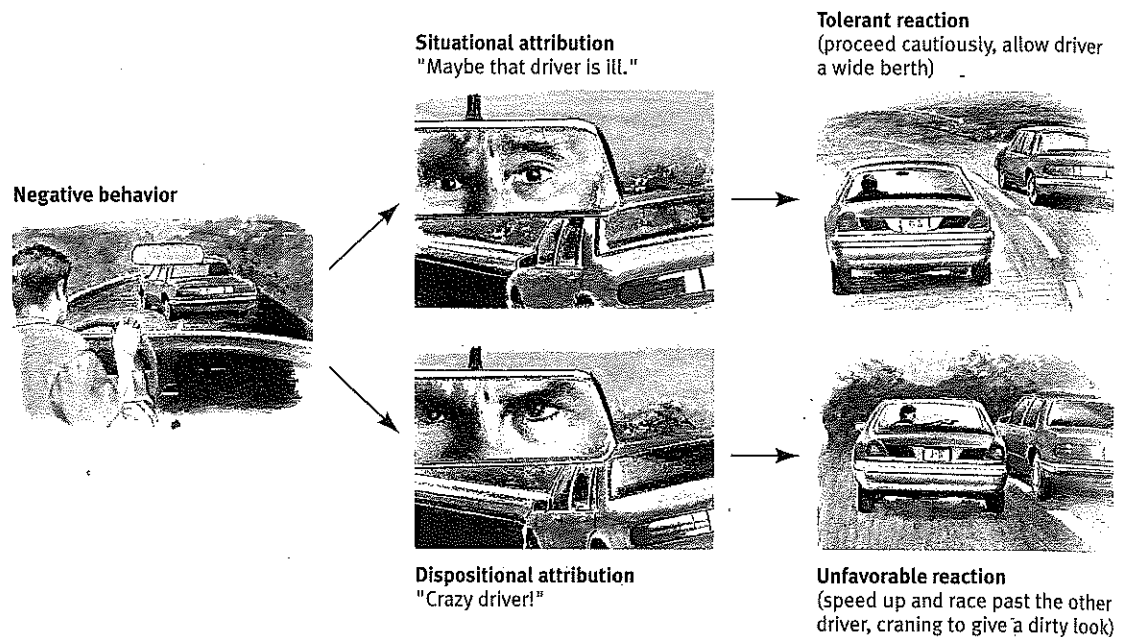 Negative behavior
Situational attribution
"Maybe that driver is ill."
Tolerant reaction
(proceed cautiously, allow driver
a wide berth)
Dispositional attribution
"Crazy driver!"
Unfavorable reaction
(speed up and race past the other
driver, craning to give a dirty look)